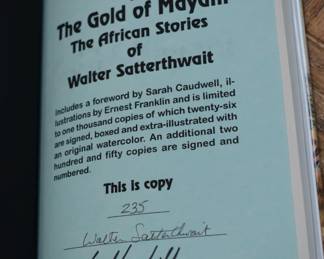 The Gold of Mayani
The African Stories
of
Walter Satterthwait
Includes a foreword by Sarah Caudwell, il-
lustrations by Ernest Franklin and is limited
to one thousand copies of which twenty-six
are signed, boxed and extra-illustrated with
an original watercolor. An additional two
hundred and fifty copies are signed and
numbered.
This is copy
235
Walter Satterthwait